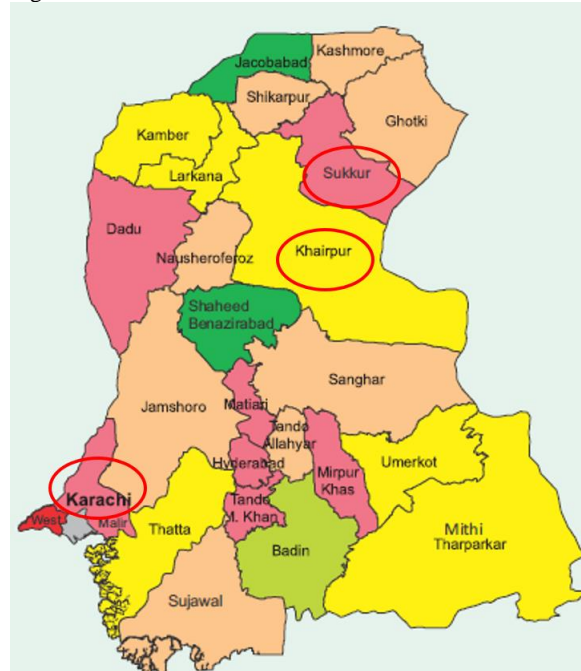 Kashmore
Jacobabad
Shikarpur
Ghotki
Kamber
Sukkur
Larkana
Dadu
Khairpur
Nausheroferoz
Shaheed
Benazirabad
Sanghar
Jamshoro
Matiari
Tando
Allahyar
Hyderabad
Mirpur
Khas
Umerkot
Karachi
Tando
M. Khan
West
Malir
Thatta
Mithi
Tharparkar
Badin
Sujawal